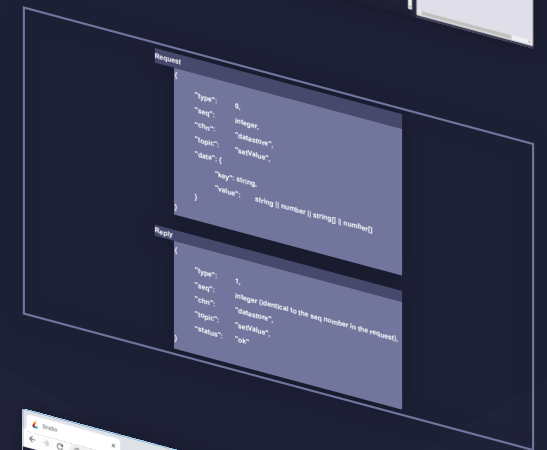 Request
{
"type": 0,
"seq": integer,
"chn": "datastore",
"topic": "setValue",
"data": {
"key": string,
"value": string || number || string[] || number[]
}
}
Reply
{
"type": 1,
"seq": integer (identical to the seq number in the request),
"chn": "datastore",
"topic": "setValue",
"status": "ok"
}
Studio